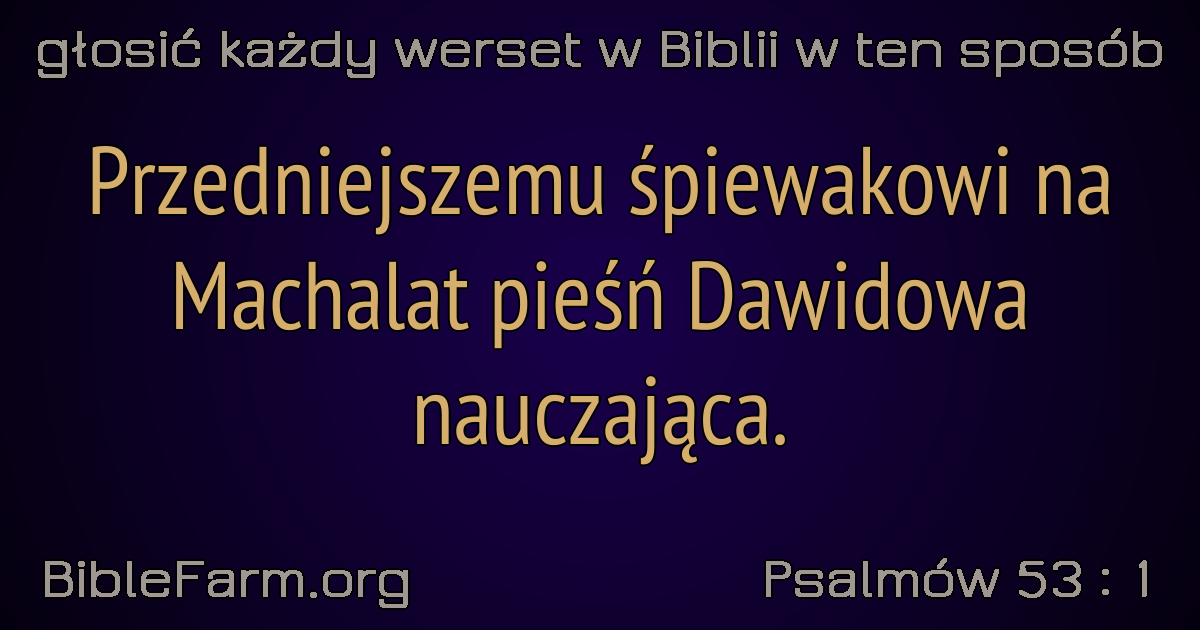 głosić każdy werset w Biblii w ten sposób
Przedniejszemu śpiewakowi na
Machalat pieśń Dawidowa
nauczająca.
BibleFarm.org
Psalmów 53 : 1